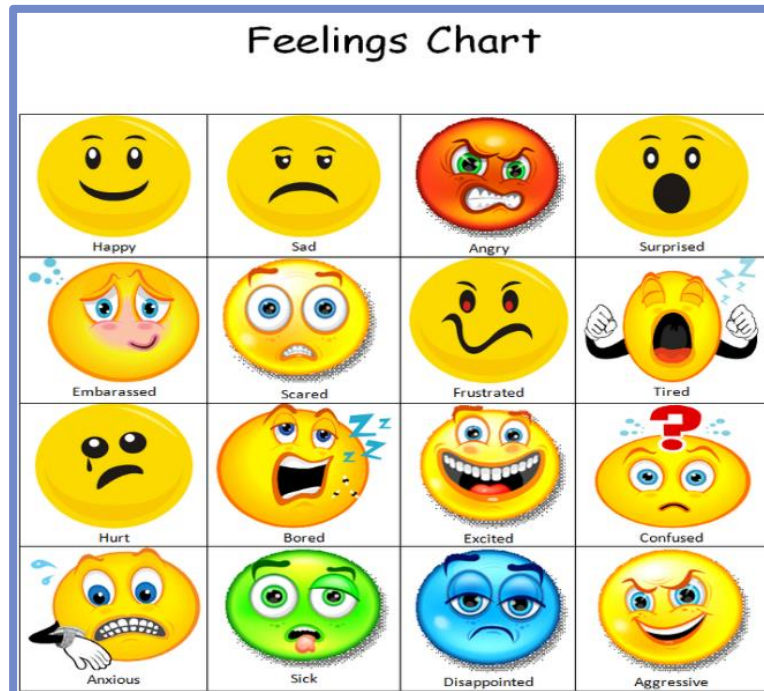 Feelings Chart
Happy Sad Angry Surprised
Embarassed Scared Frustrated Tired
Hurt Bored Excited Confused
Anxious Sick Disappointed Aggressive